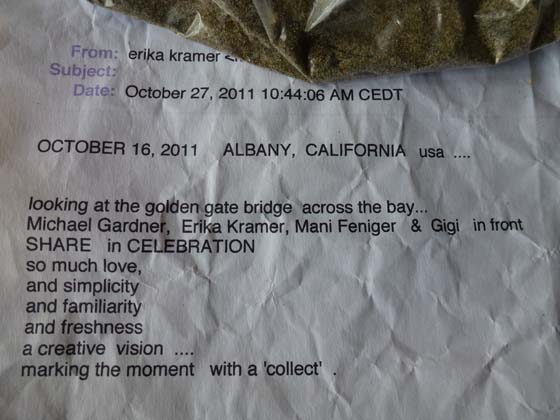 From: erika kramer
Subject:
Date: October 27, 2011 10:44:06 AM CEDT
OCTOBER 16, 2011 ALBANY, CALIFORNIA usa ....
looking at the golden gate bridge across the bay...
Michael Gardner, Erika Kramer, Mani Feniger & Gigi in front
SHARE in CELEBRATION
so much love,
and simplicity
and familiarity
and freshness
a creative vision ....
marking the moment with a 'collect' .